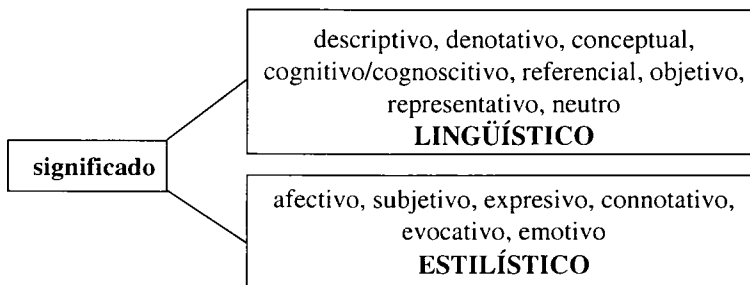 descriptivo, denotativo, conceptual,
cognitivo/cognoscitivo, referencial, objetivo,
representativo, neutro
LINGÜÍSTICO
significado
afectivo, subjetivo, expresivo, connotativo,
evocativo, emotivo
ESTILÍSTICO